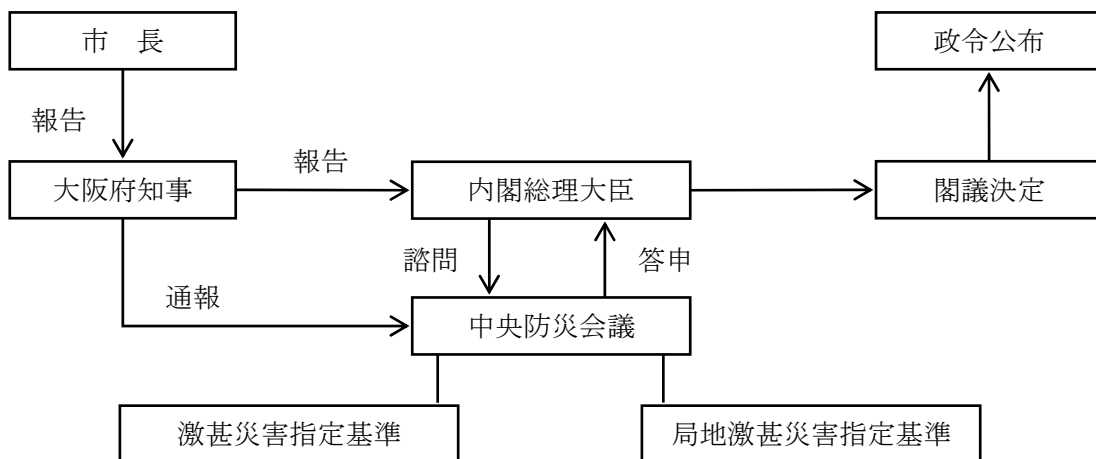 市　長
政令公布
報告
報告
大阪府知事
内閣総理大臣
閣議決定
諮問
答申
通報
中央防災会議
激甚災害指定基準
局地激甚災害指定基準